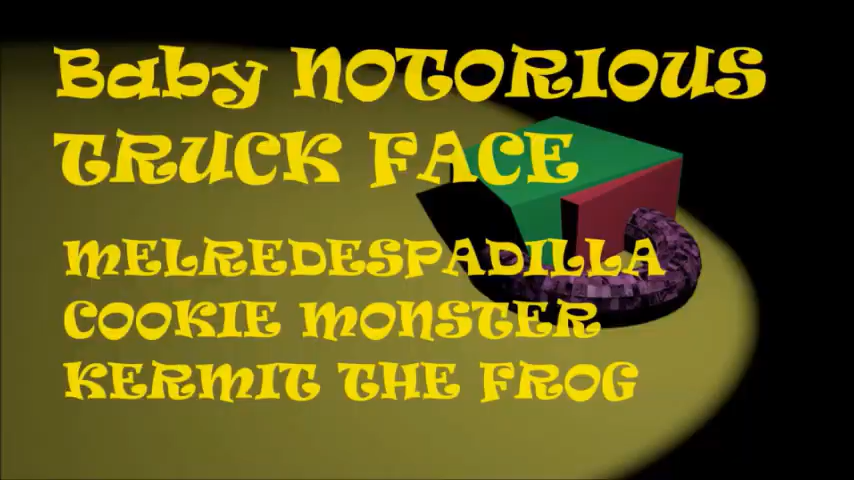 Baby NOTORIOUS
TRUCK FACE
MELREDESPADILLA
COOKIE MONSTER
KERMIT THE FROG